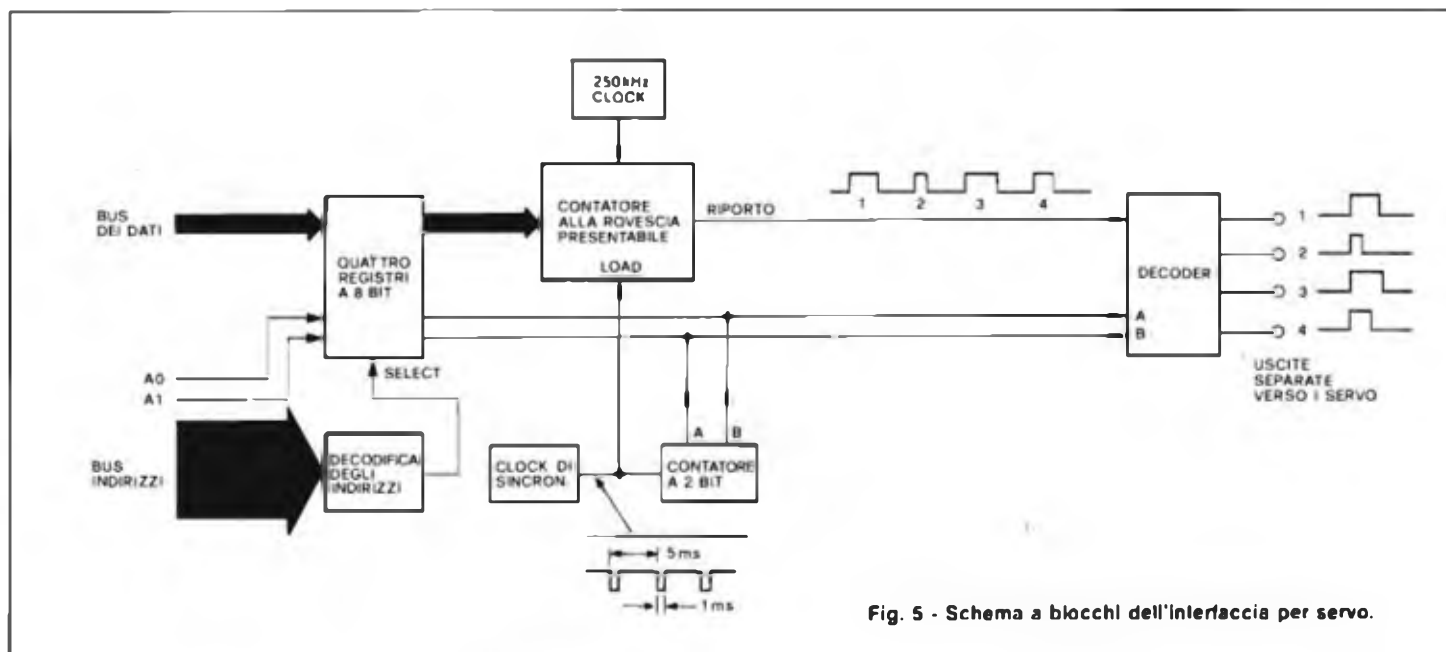 250kHz
CLOCK
BUS
DEI DATI
QUATTRO
REGISTRI
A 8 BIT
CONTATORE
ALLA ROVESCIA
PRESENTABILE
LOAD
RIPORTO
1 2 3 4
DECODER
A
B
1
2
3
4
USCITE
SEPARATE
VERSO I SERVO
A0
A1
SELECT
BUS
INDIRIZZI
DECODIFICA
DEGLI
INDIRIZZI
CLOCK DI
SINCRON.
A B
CONTATORE
A 2 BIT
5ms
1ms
Fig. 5 - Schema a blocchi dell'interfaccia per servo.